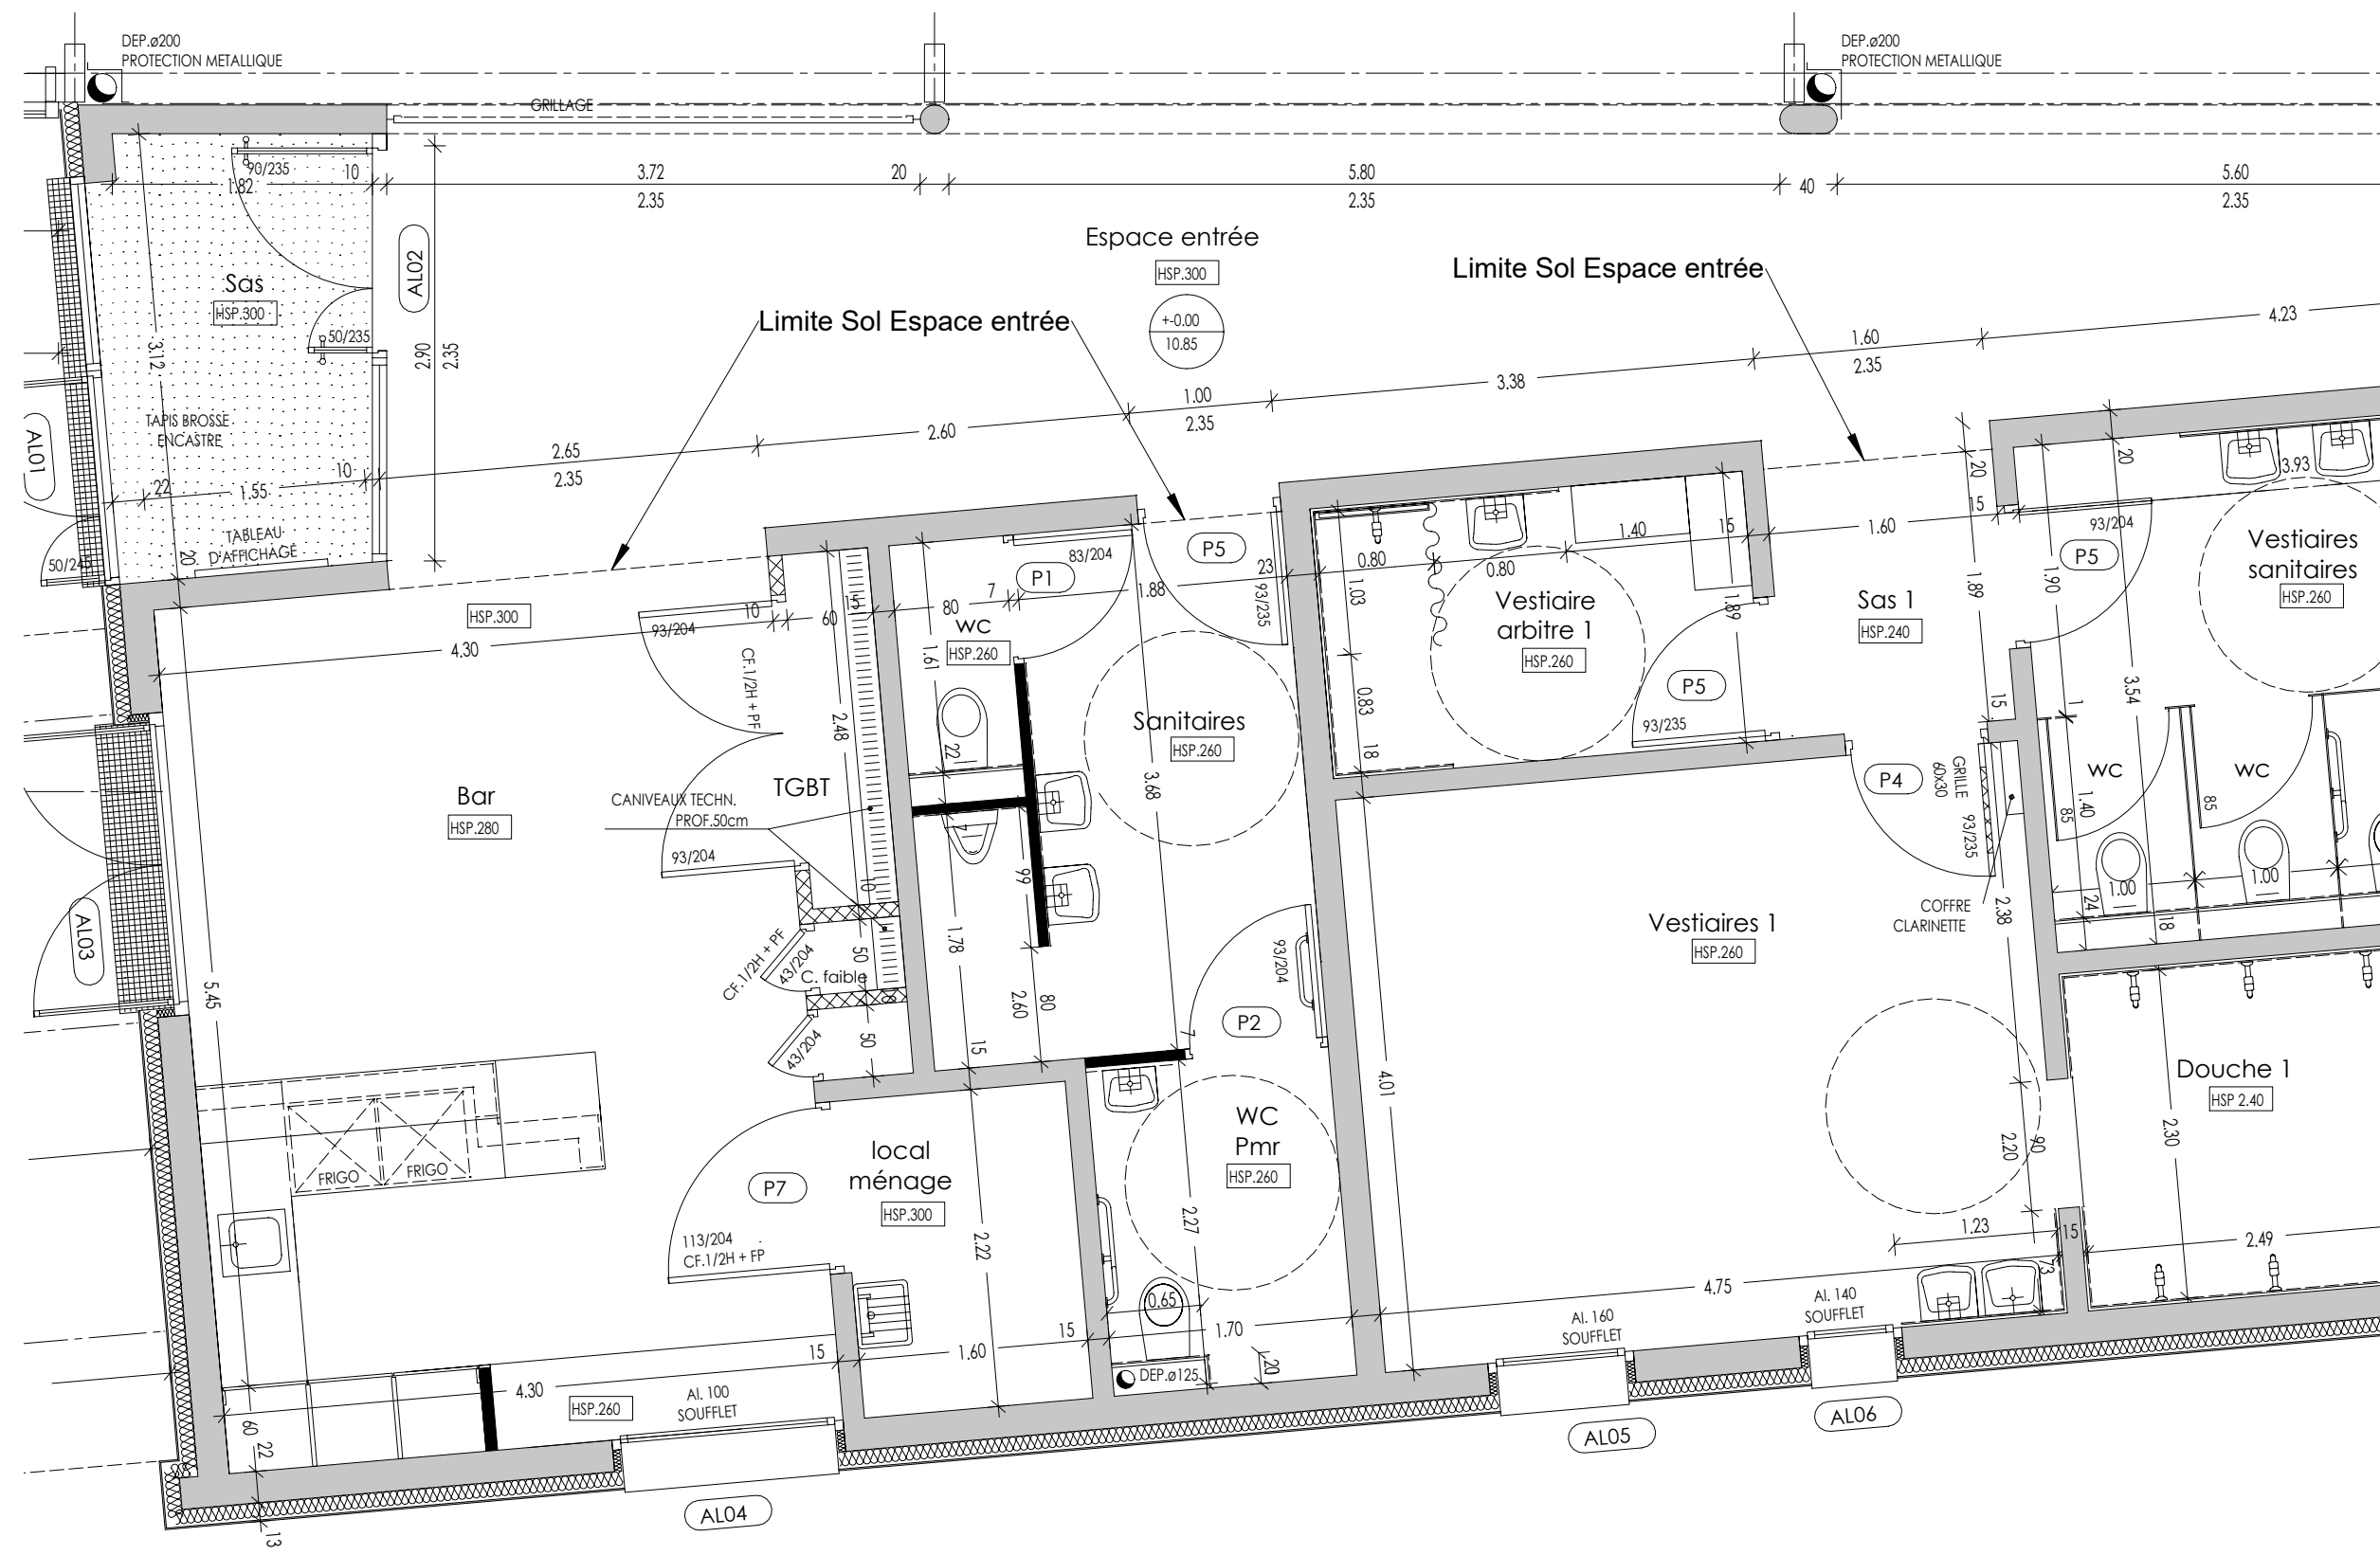 DEP.ø200
PROTECTION METALLIQUE
DEP.ø200
PROTECTION METALLIQUE
GRILLAGE
90/235
1.82
10
3.72
2.35
20
5.80
2.35
40
5.60
2.35
Espace entrée
HSP.300
+-0.00
10.85
Limite Sol Espace entrée
Limite Sol Espace entrée
Sas
HSP.300
50/235
AL02
2.90
2.35
3.12
TAPIS BROSSE
ENCASTRE
AL01
22
1.55
10
2.65
2.35
2.60
1.00
2.35
3.38
1.60
2.35
4.23
TABLEAU
D'AFFICHAGE
20
50/245
HSP.300
4.30
93/204
10
60
15
80
7
1.88
23
CF.1/2H + PF
2.48
83/204
P1
P5
93/235
WC
HSP.260
1.61
22
Sanitaires
HSP.260
3.68
0.80
0.80
1.40
15
1.60
15
1.03
0.83
18
1.89
Vestiaire
arbitre 1
HSP.260
P5
93/235
Sas 1
HSP.240
20
1.89
15
1.90
20
3.93
93/204
P5
Vestiaires
sanitaires
HSP.260
3.54
1
WC
WC
1.40
85
85
1.00
1.00
24
18
P4
GRILLE
60x30
93/235
COFFRE
CLARINETTE
2.38
Bar
HSP.280
CANIVEAUX TECHN.
PROF.50cm
TGBT
93/204
10
50
CF.1/2H + PF
43/204
C. faible
8
43/204
50
7
99
1.78
2.60
80
15
7
93/204
P2
Vestiaires 1
HSP.260
4.01
AL03
5.45
FRIGO
FRIGO
P7
113/204
CF.1/2H + FP
local
ménage
HSP.300
2.22
WC
Pmr
HSP.260
2.27
0.65
1.70
20
DEP.ø125
15
1.60
15
4.30
HSP.260
Al. 100
SOUFFLET
AL04
60
22
13
4.75
Al. 160
SOUFFLET
AL05
Al. 140
SOUFFLET
AL06
2.20
90
1.23
15
73
2.49
Douche 1
HSP 2.40
2.30